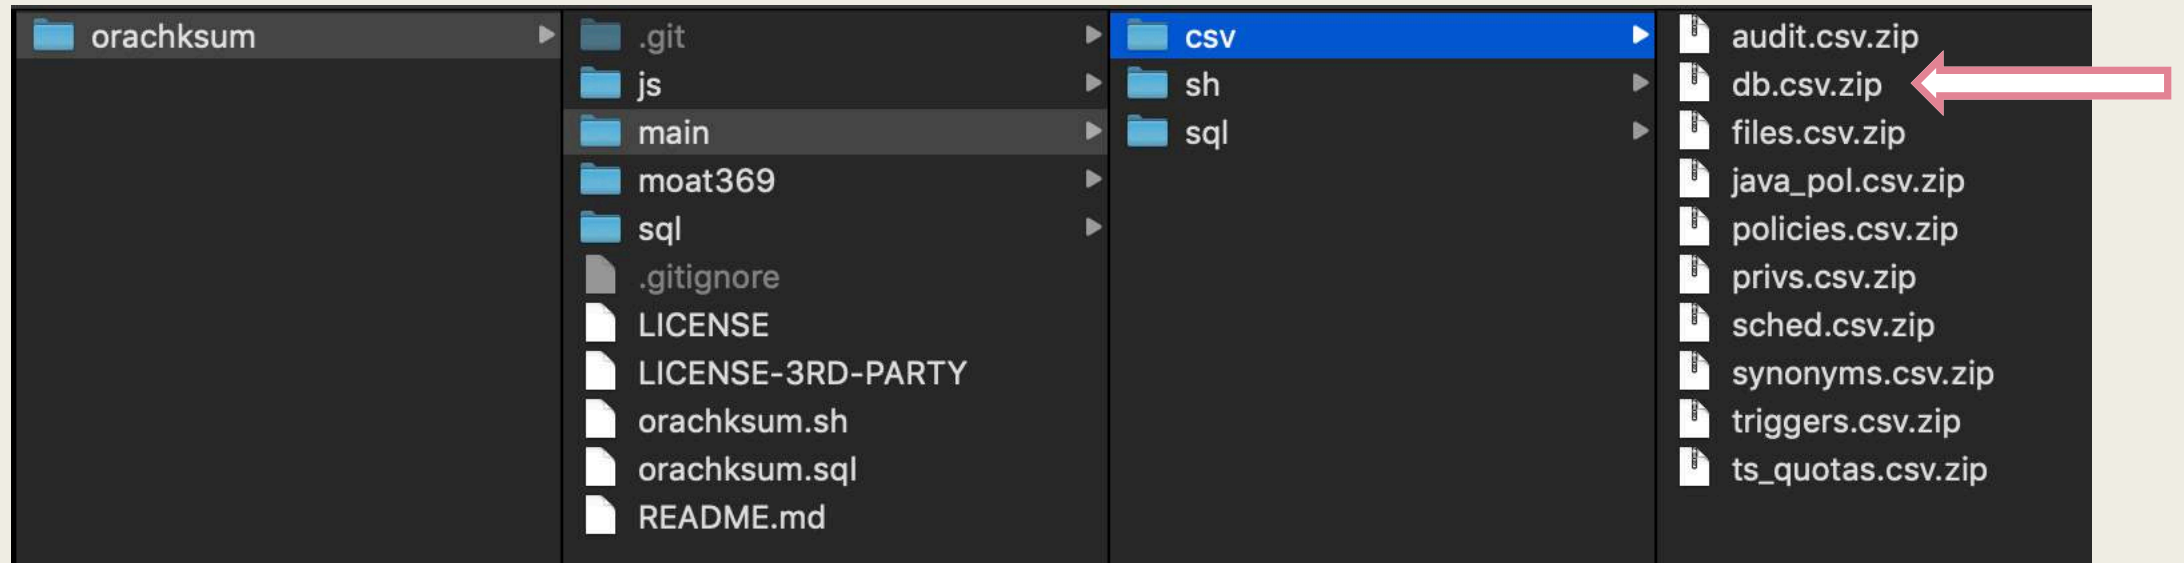 orachksum
.git
js
main
moat369
sql
.gitignore
LICENSE
LICENSE-3RD-PARTY
orachksum.sh
orachksum.sql
README.md
csv
sh
sql
audit.csv.zip
db.csv.zip
files.csv.zip
java_pol.csv.zip
policies.csv.zip
privs.csv.zip
sched.csv.zip
synonyms.csv.zip
triggers.csv.zip
ts_quotas.csv.zip